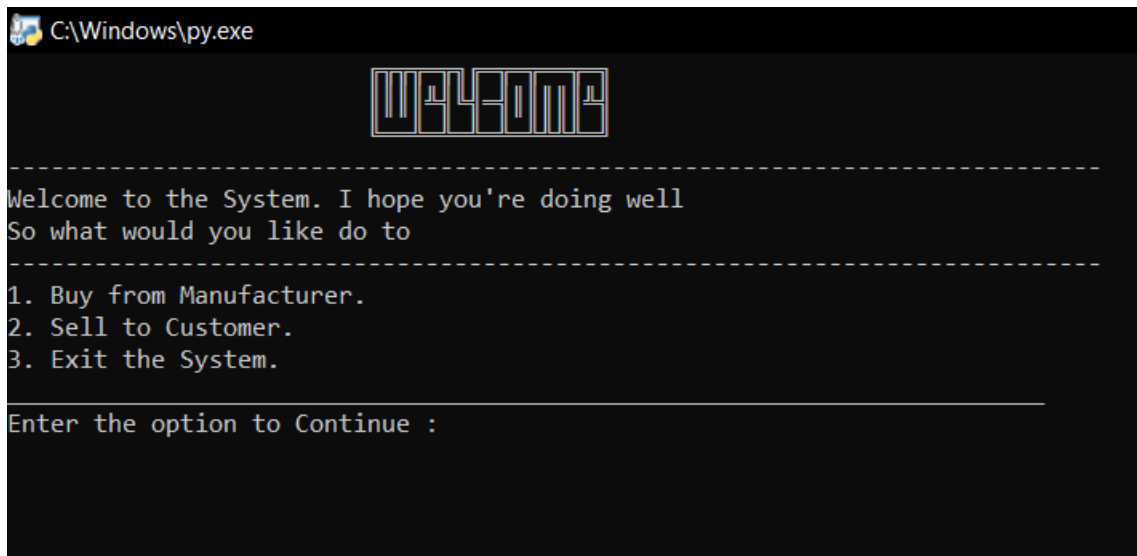 C:\Windows\py.exe
WELCOME
---------------------------------------------------------------------------
Welcome to the System. I hope you're doing well
So what would you like do to
---------------------------------------------------------------------------
1. Buy from Manufacturer.
2. Sell to Customer.
3. Exit the System.
Enter the option to Continue :